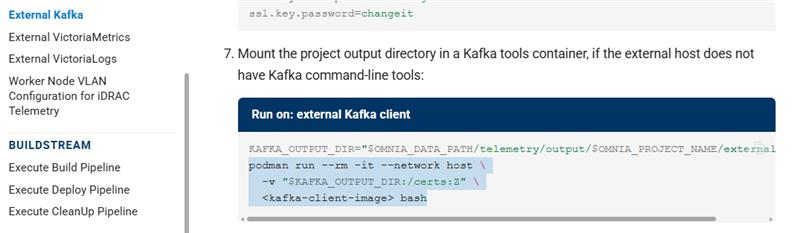 External Kafka
External VictoriaMetrics
External VictoriaLogs
Worker Node VLAN
Configuration for iDRAC
Telemetry
BUILDSTREAM
Execute Build Pipeline
Execute Deploy Pipeline
Execute CleanUp Pipeline
ssl.key.password=changeit
7. Mount the project output directory in a Kafka tools container, if the external host does not
have Kafka command-line tools:
Run on: external Kafka client
KAFKA_OUTPUT_DIR="$OMNIA_DATA_PATH/telemetry/output/$OMNIA_PROJECT_NAME/external
podman run --rm -it --network host \
-v "$KAFKA_OUTPUT_DIR:/certs:Z" \
<kafka-client-image> bash